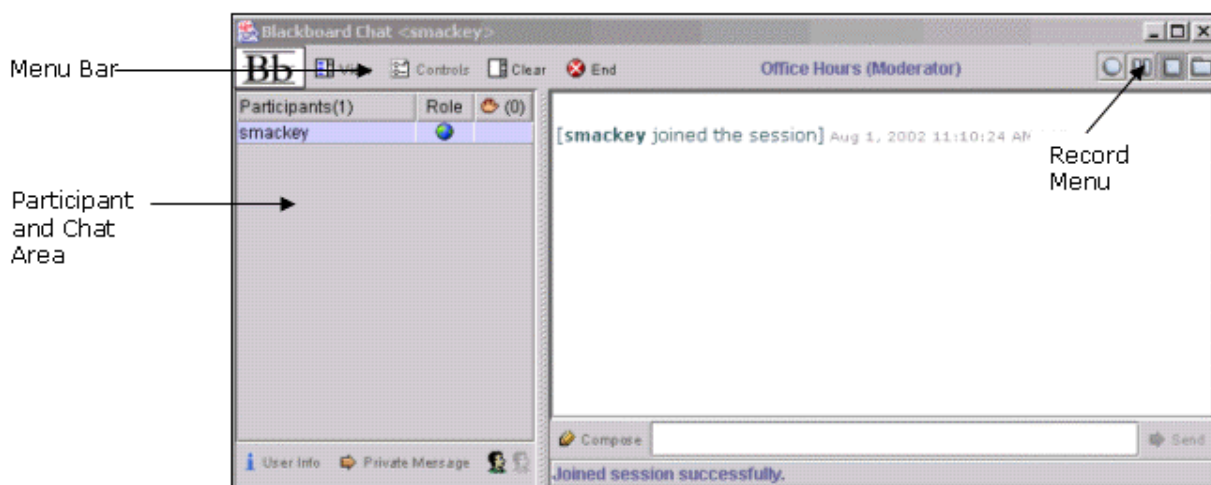 Blackboard Chat <smackey>
Menu Bar
Bb
Controls
Clear
End
Office Hours (Moderator)
Participants(1)
Role
(0)
smackey
[smackey joined the session] Aug 1, 2002 11:10:24 AM
Record
Menu
Participant
and Chat
Area
Compose
Send
User Info
Private Message
Joined session successfully.